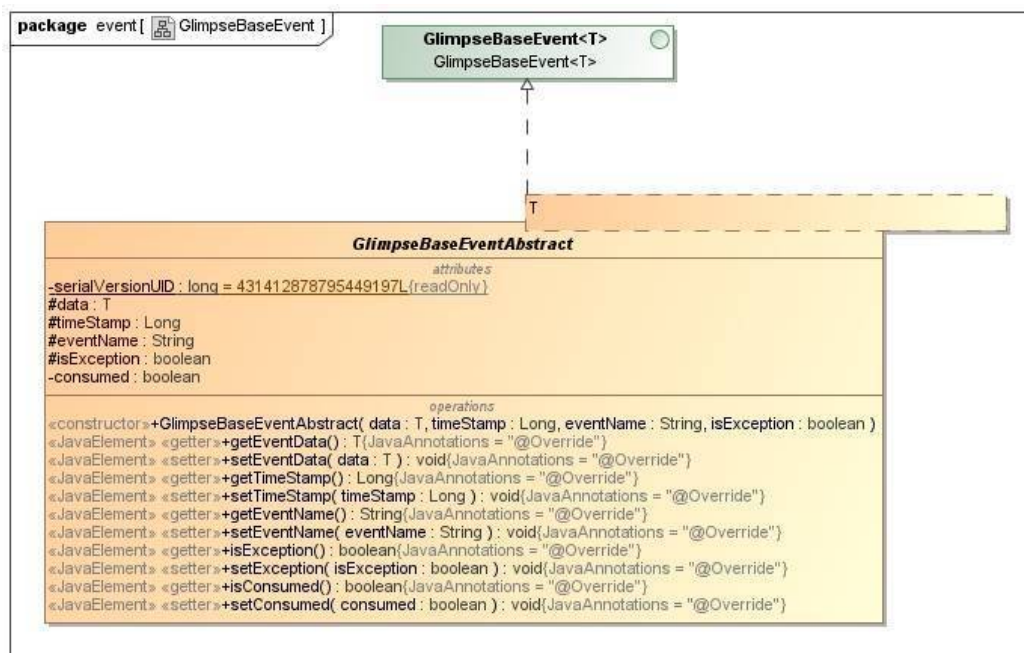 package event[ GlimpseBaseEvent ]
GlimpseBaseEvent<T>
GlimpseBaseEvent<T>
T
GlimpseBaseEventAbstract
attributes
-serialVersionUID : long = 431412878795449197L{readOnly}
#data : T
#timeStamp : Long
#eventName : String
#isException : boolean
-consumed : boolean
operations
«constructor»+GlimpseBaseEventAbstract( data : T, timeStamp : Long, eventName : String, isException : boolean )
«JavaElement» «getter»+getEventData() : T{JavaAnnotations = "@Override"}
«JavaElement» «setter»+setEventData( data : T ) : void{JavaAnnotations = "@Override"}
«JavaElement» «getter»+getTimeStamp() : Long{JavaAnnotations = "@Override"}
«JavaElement» «setter»+setTimeStamp( timeStamp : Long ) : void{JavaAnnotations = "@Override"}
«JavaElement» «getter»+getEventName() : String{JavaAnnotations = "@Override"}
«JavaElement» «setter»+setEventName( eventName : String ) : void{JavaAnnotations = "@Override"}
«JavaElement» «getter»+isException() : boolean{JavaAnnotations = "@Override"}
«JavaElement» «setter»+setException( isException : boolean ) : void{JavaAnnotations = "@Override"}
«JavaElement» «getter»+isConsumed() : boolean{JavaAnnotations = "@Override"}
«JavaElement» «setter»+setConsumed( consumed : boolean ) : void{JavaAnnotations = "@Override"}